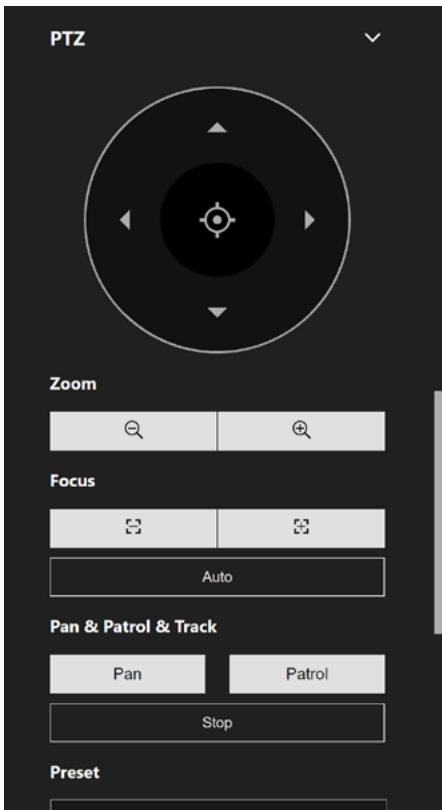 PTZ
Zoom
Focus
Auto
Pan & Patrol & Track
Pan Patrol
Stop
Preset